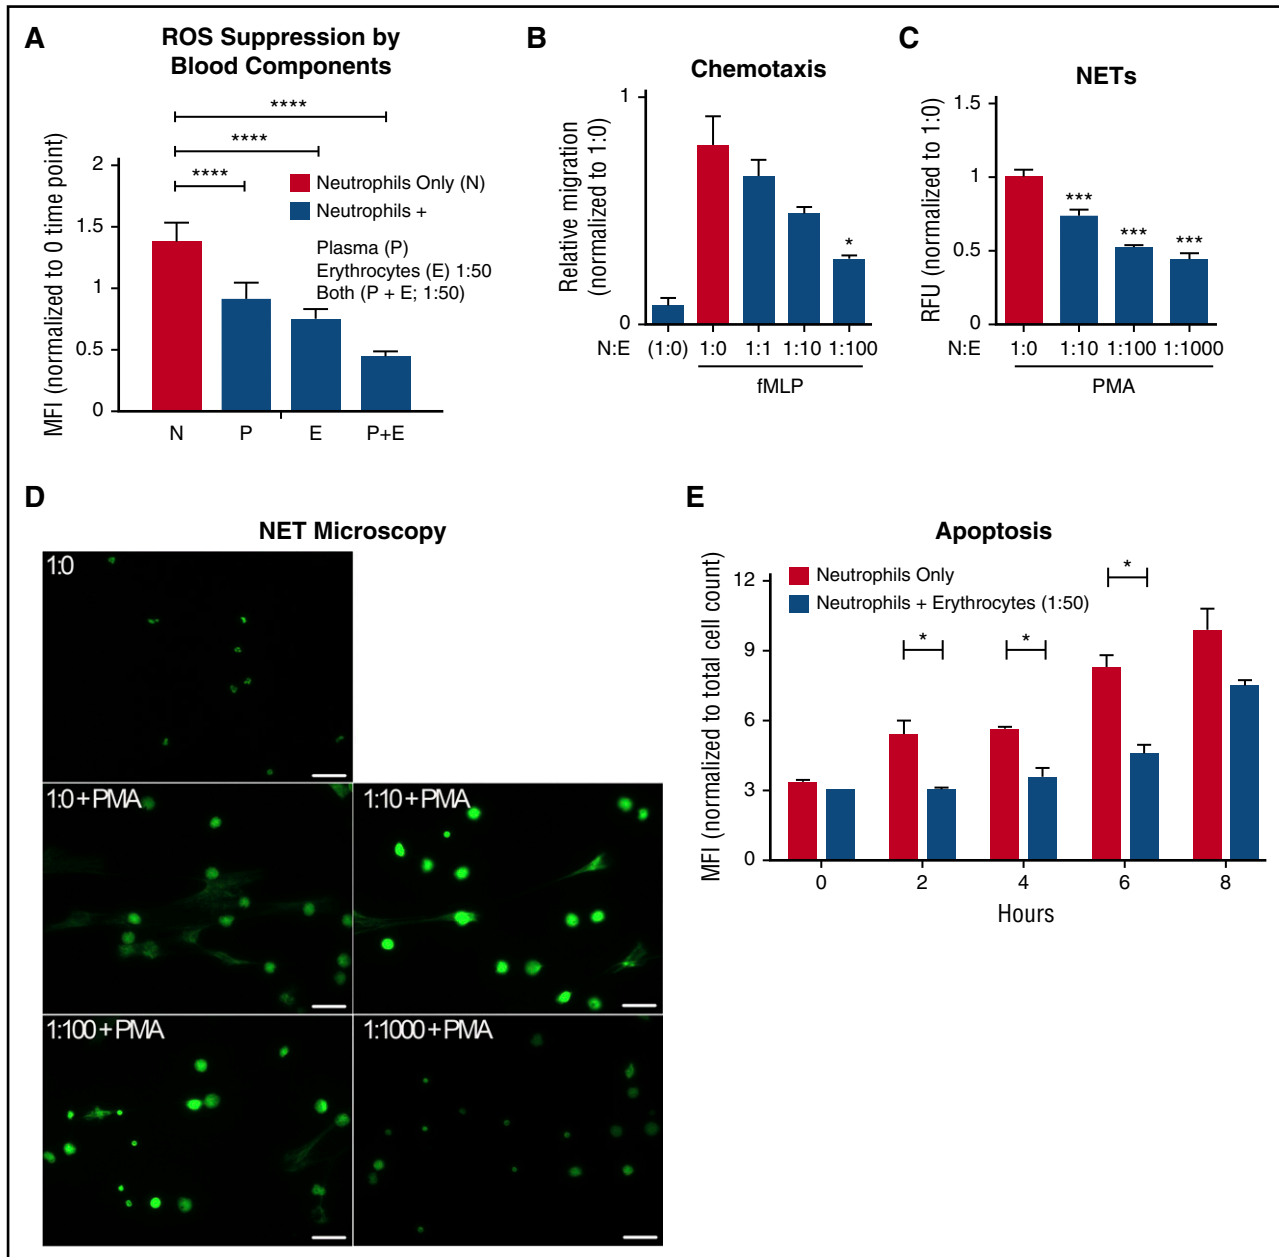 A
ROS Suppression by
Blood Components
****
****
****
MFI (normalized to 0 time point)
2
1.5
1
0.5
0
Neutrophils Only (N)
Neutrophils +
Plasma (P)
Erythrocytes (E) 1:50
Both (P + E; 1:50)
N P E P+E
B
Chemotaxis
Relative migration
(normalized to 1:0)
1
0
*
N:E (1:0) 1:0 1:1 1:10 1:100
fMLP
C
NETs
RFU (normalized to 1:0)
1.5
1
0.5
0
*** *** ***
N:E 1:0 1:10 1:100 1:1000
PMA
D
NET Microscopy
1:0
1:0 + PMA
1:10 + PMA
1:100 + PMA
1:1000 + PMA
E
Apoptosis
MFI (normalized to total cell count)
12
9
6
3
0
Neutrophils Only
Neutrophils + Erythrocytes (1:50)
* * *
0 2 4 6 8
Hours